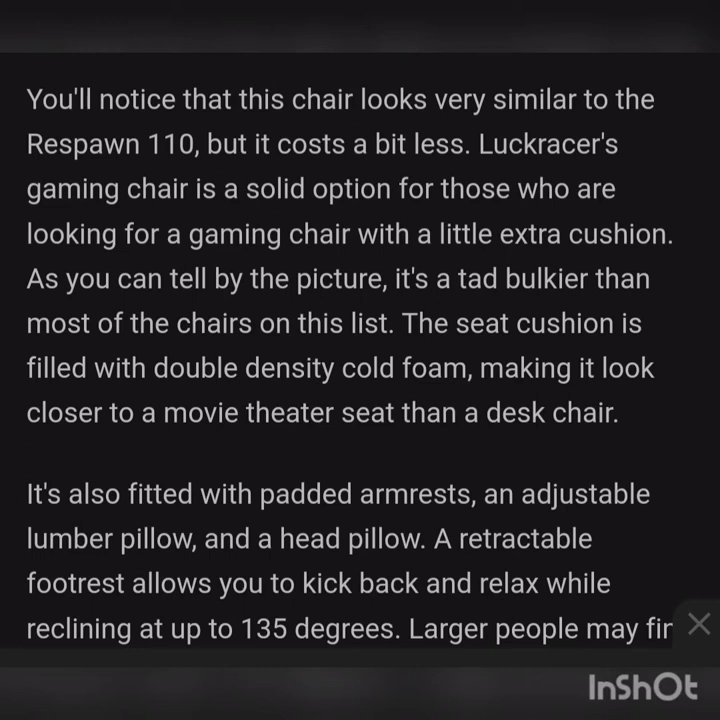 You'll notice that this chair looks very similar to the
Respawn 110, but it costs a bit less. Luckracer's
gaming chair is a solid option for those who are
looking for a gaming chair with a little extra cushion.
As you can tell by the picture, it's a tad bulkier than
most of the chairs on this list. The seat cushion is
filled with double density cold foam, making it look
closer to a movie theater seat than a desk chair.
It's also fitted with padded armrests, an adjustable
lumber pillow, and a head pillow. A retractable
footrest allows you to kick back and relax while
reclining at up to 135 degrees. Larger people may
InShOt